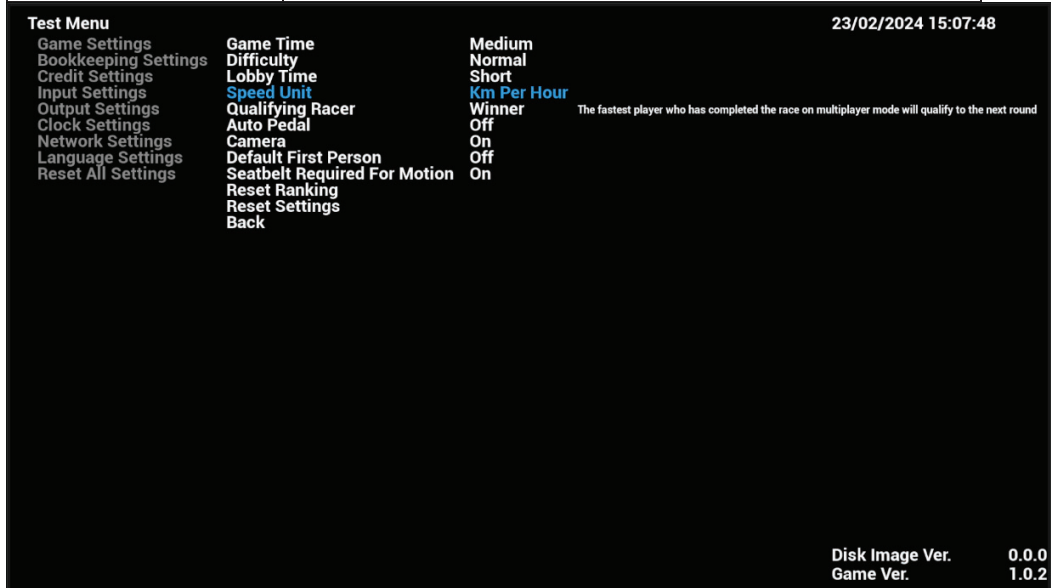 Test Menu 23/02/2024 15:07:48
Game Settings Game Time Medium
Bookkeeping Settings Difficulty Normal
Credit Settings Lobby Time Short
Input Settings Speed Unit Km Per Hour
Output Settings Qualifying Racer Winner The fastest player who has completed the race on multiplayer mode will qualify to the next round
Clock Settings Auto Pedal Off
Network Settings Camera On
Language Settings Default First Person Off
Reset All Settings Seatbelt Required For Motion On
Reset Ranking
Reset Settings
Back
Disk Image Ver. 0.0.0
Game Ver. 1.0.2